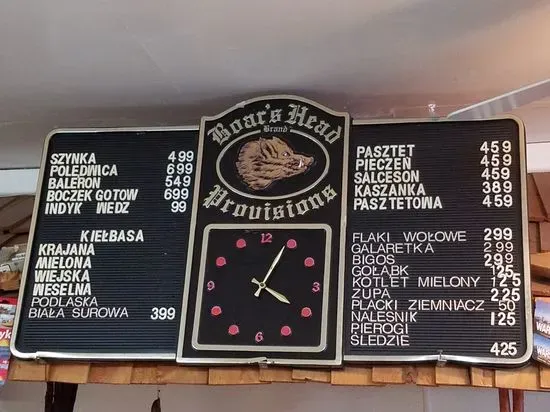 SZYNKA 499
POLEDWICA 699
BALERON 549
BOCZEK GOTOW 699
INDYK WEDZ 99
KIEŁBASA
KRAJANA
MIELONA
WIEJSKA
WESELNA
PODLASKA
BIAŁA SUROWA 399
Boar's Head
Brand
Provisions
12
3
6
9
PASZTET 459
PIECZEŃ 459
SALCESON 459
KASZANKA 389
PASZTETOWA 459
FLAKI WOŁOWE 299
GALARETKA 299
BIGOS 299
GOŁĄBK 125
KOTLET MIELONY 125
ZUPA 225
PLACKI ZIEMNIACZ 50
NALESNIK 125
PIEROGI
ŚLEDZIE 425